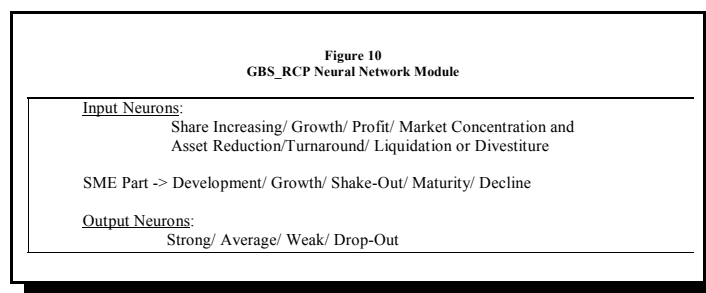 Figure 10
GBS_RCP Neural Network Module
Input Neurons:
Share Increasing/ Growth/ Profit/ Market Concentration and
Asset Reduction/Turnaround/ Liquidation or Divestiture
SME Part -> Development/ Growth/ Shake-Out/ Maturity/ Decline
Output Neurons:
Strong/ Average/ Weak/ Drop-Out